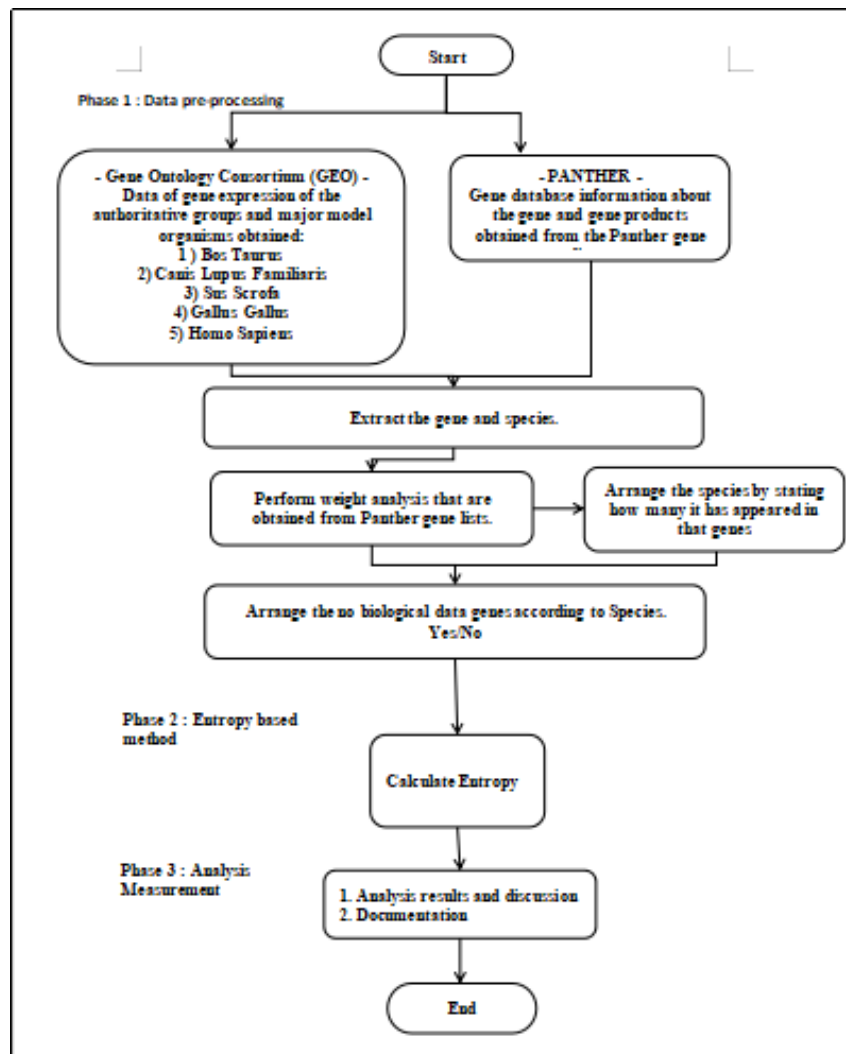 Start
Phase 1 : Data pre-processing
- Gene Ontology Consortium (GEO) -
Data of gene expression of the
authoritative groups and major model
organisms obtained:
1 ) Bos Taurus
2) Canis Lupus Familiaris
3) Sus Scrofa
4) Gallus Gallus
5) Homo Sapiens
- PANTHER -
Gene database information about
the gene and gene products
obtained from the Panther gene
Extract the gene and species.
Perform weight analysis that are
obtained from Panther gene lists.
Arrange the species by stating
how many it has appeared in
that genes
Arrange the no biological data genes according to Species.
Yes/No
Phase 2 : Entropy based
method
Calculate Entropy
Phase 3 : Analysis
Measurement
1. Analysis results and discussion
2. Documentation
End